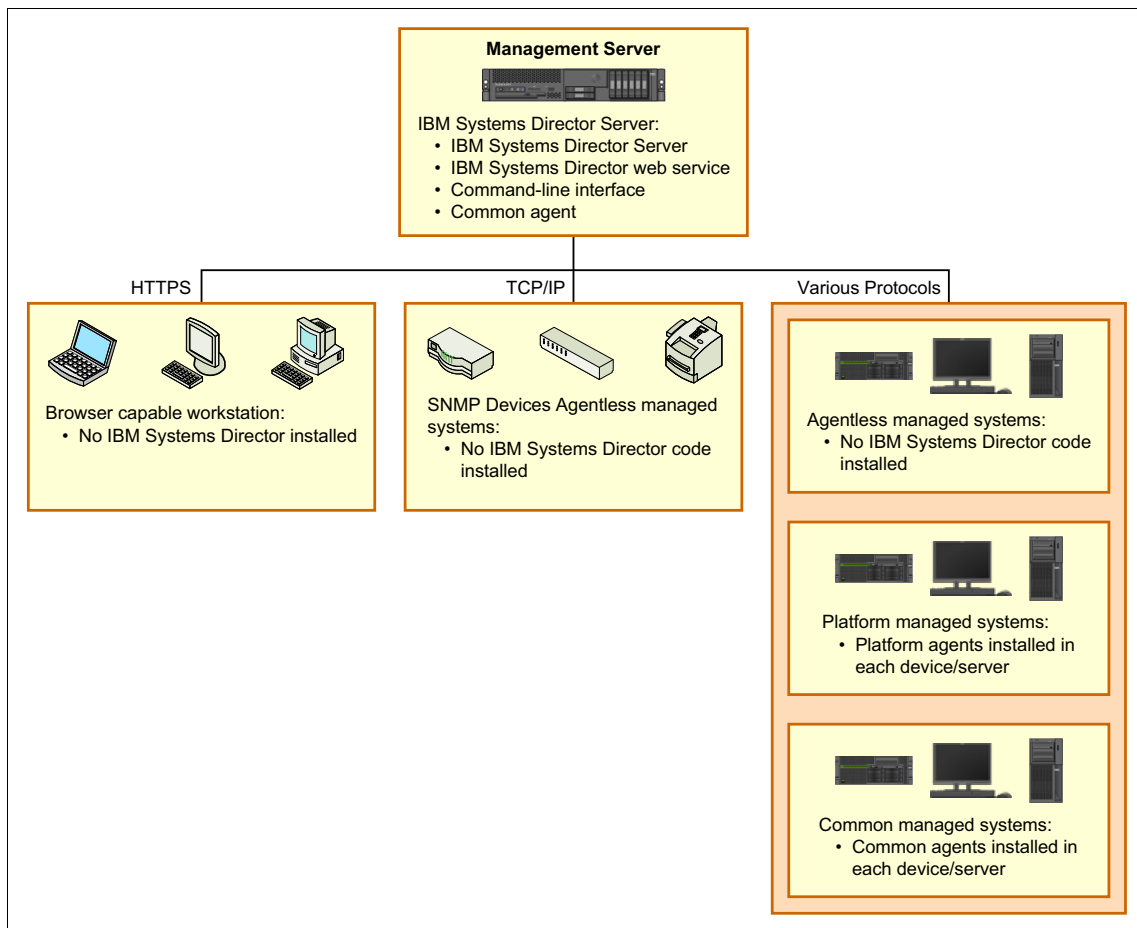 Management Server
IBM Systems Director Server:
• IBM Systems Director Server
• IBM Systems Director web service
• Command-line interface
• Common agent
HTTPS
TCP/IP
Various Protocols
Browser capable workstation:
• No IBM Systems Director installed
SNMP Devices Agentless managed
systems:
• No IBM Systems Director code
installed
Agentless managed systems:
• No IBM Systems Director code
installed
Platform managed systems:
• Platform agents installed in
each device/server
Common managed systems:
• Common agents installed in
each device/server